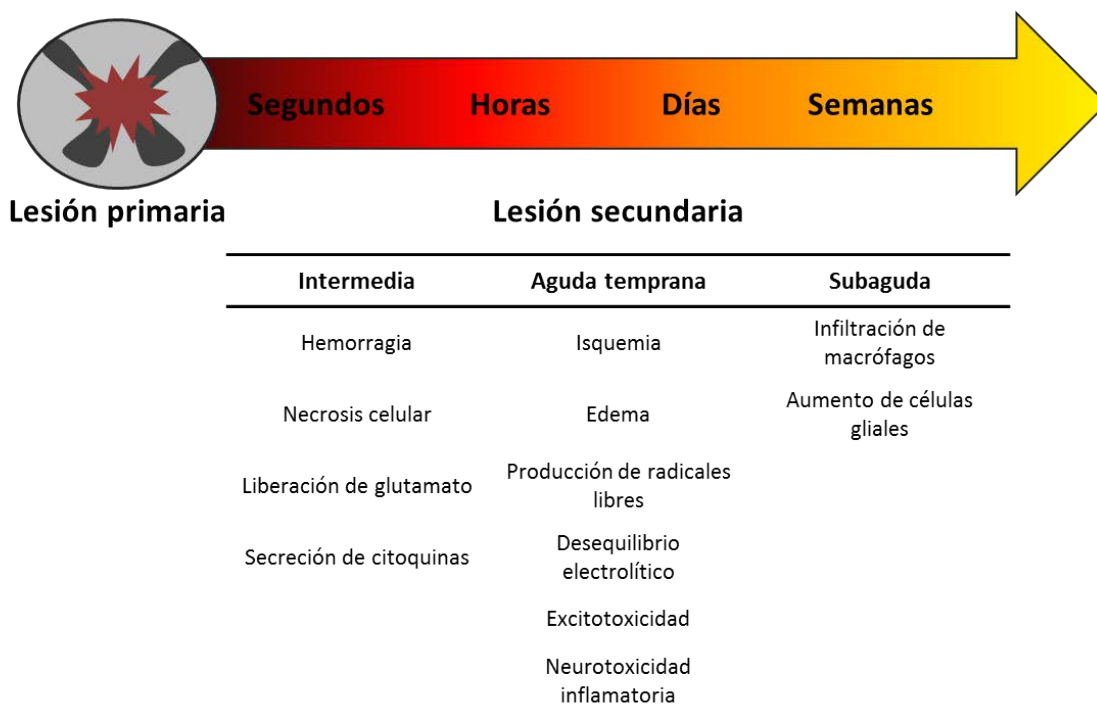 Segundos Horas Días Semanas
Lesión primaria Lesión secundaria
Intermedia Aguda temprana Subaguda
Hemorragia Isquemia Infiltración de
macrófagos
Necrosis celular Edema Aumento de células
gliales
Liberación de glutamato Producción de radicales
libres
Secreción de citoquinas Desequilibrio
electrolítico
Excitotoxicidad
Neurotoxicidad
inflamatoria